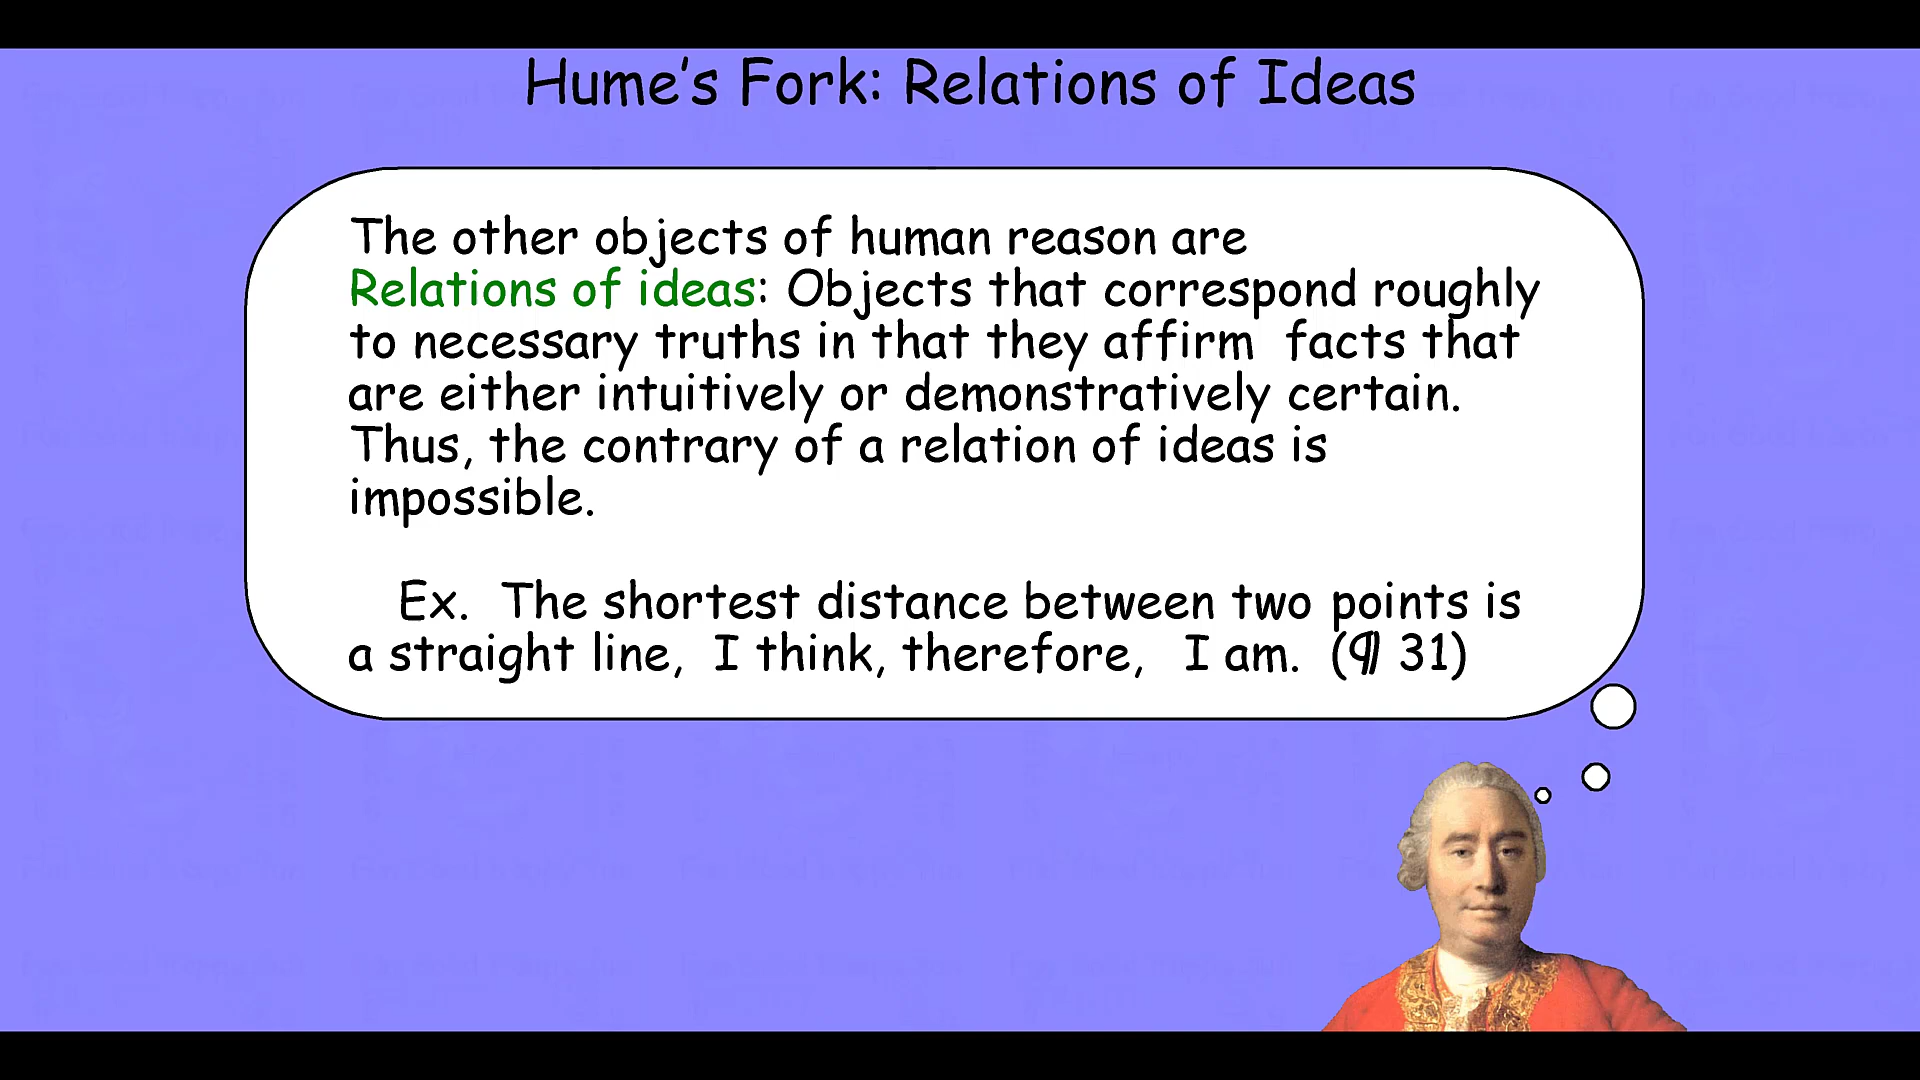 Hume's Fork: Relations of Ideas
The other objects of human reason are
Relations of ideas: Objects that correspond roughly
to necessary truths in that they affirm facts that
are either intuitively or demonstratively certain.
Thus, the contrary of a relation of ideas is
impossible.
Ex. The shortest distance between two points is
a straight line, I think, therefore, I am. (¶ 31)